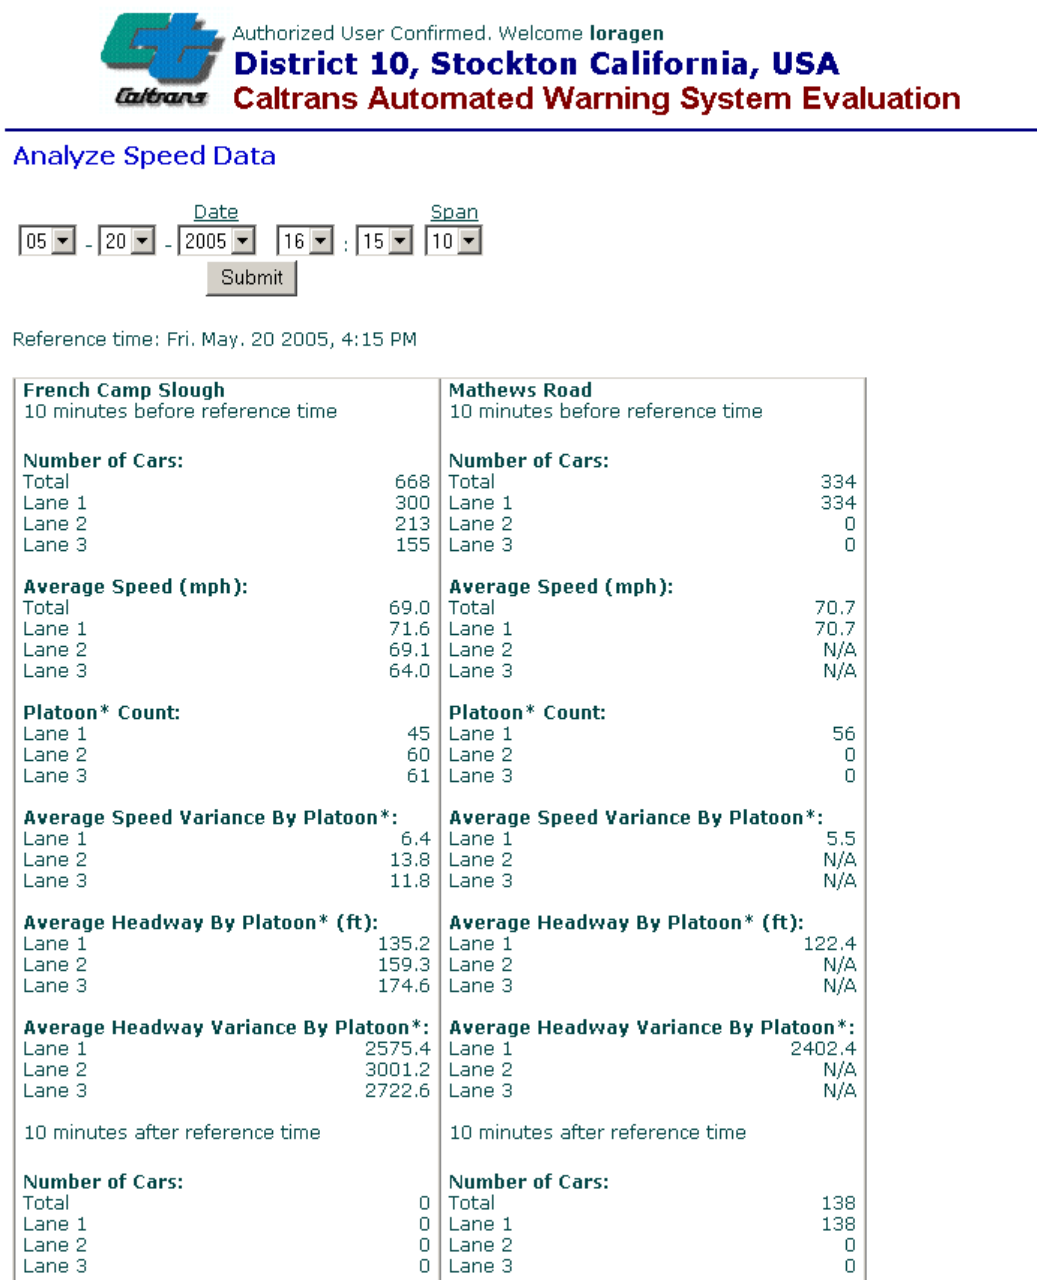 Authorized User Confirmed. Welcome loragen
District 10, Stockton California, USA
Caltrans
Caltrans Automated Warning System Evaluation
Analyze Speed Data
Date Span
05 - 20 - 2005 16 : 15 10
Submit
Reference time: Fri. May. 20 2005, 4:15 PM
French Camp Slough
10 minutes before reference time
Number of Cars:
Total 668
Lane 1 300
Lane 2 213
Lane 3 155
Average Speed (mph):
Total 69.0
Lane 1 71.6
Lane 2 69.1
Lane 3 64.0
Platoon* Count:
Lane 1 45
Lane 2 60
Lane 3 61
Average Speed Variance By Platoon*:
Lane 1 6.4
Lane 2 13.8
Lane 3 11.8
Average Headway By Platoon* (ft):
Lane 1 135.2
Lane 2 159.3
Lane 3 174.6
Average Headway Variance By Platoon*:
Lane 1 2575.4
Lane 2 3001.2
Lane 3 2722.6
10 minutes after reference time
Number of Cars:
Total 0
Lane 1 0
Lane 2 0
Lane 3 0
Mathews Road
10 minutes before reference time
Number of Cars:
Total 334
Lane 1 334
Lane 2 0
Lane 3 0
Average Speed (mph):
Total 70.7
Lane 1 70.7
Lane 2 N/A
Lane 3 N/A
Platoon* Count:
Lane 1 56
Lane 2 0
Lane 3 0
Average Speed Variance By Platoon*:
Lane 1 5.5
Lane 2 N/A
Lane 3 N/A
Average Headway By Platoon* (ft):
Lane 1 122.4
Lane 2 N/A
Lane 3 N/A
Average Headway Variance By Platoon*:
Lane 1 2402.4
Lane 2 N/A
Lane 3 N/A
10 minutes after reference time
Number of Cars:
Total 138
Lane 1 138
Lane 2 0
Lane 3 0